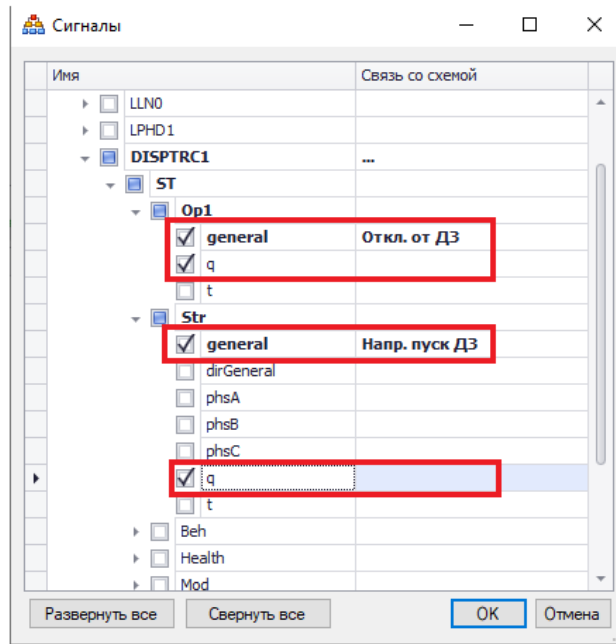 Сигналы
Имя Связь со схемой
LLN0
LPHD1
DISPTRC1 ...
ST
Op1
general Откл. от ДЗ
q
t
Str
general Напр. пуск ДЗ
dirGeneral
phsA
phsB
phsC
q
t
Beh
Health
Mod
Развернуть все Свернуть все OK Отмена